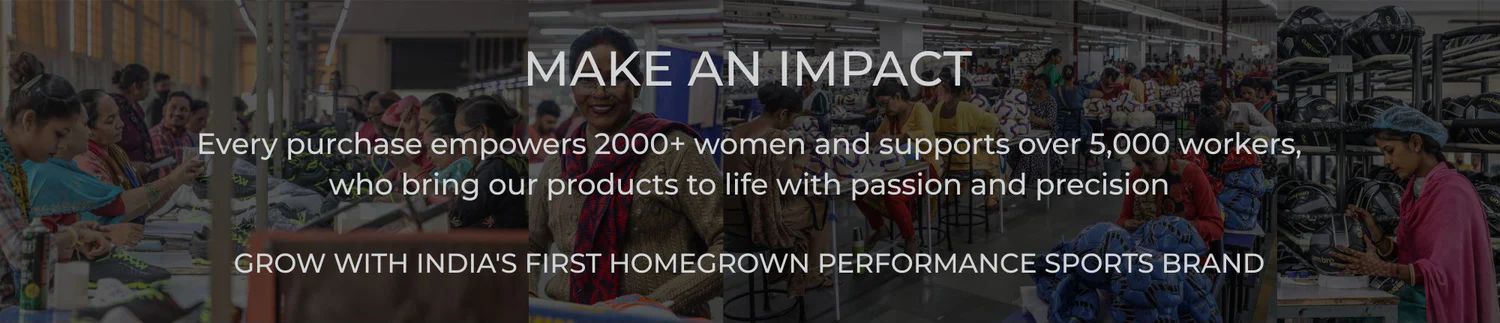 MAKE AN IMPACT
Every purchase empowers 2000+ women and supports over 5,000 workers,
who bring our products to life with passion and precision
GROW WITH INDIA'S FIRST HOMEGROWN PERFORMANCE SPORTS BRAND